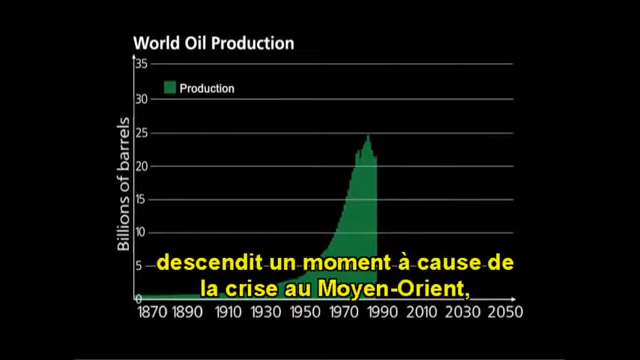 World Oil Production
35
Production
30
25
20
15
10
5
0
Billions of barrels
descendit un moment à cause de
la crise au Moyen-Orient,
1870 1890 1910 1930 1950 1970 1990 2010 2030 2050